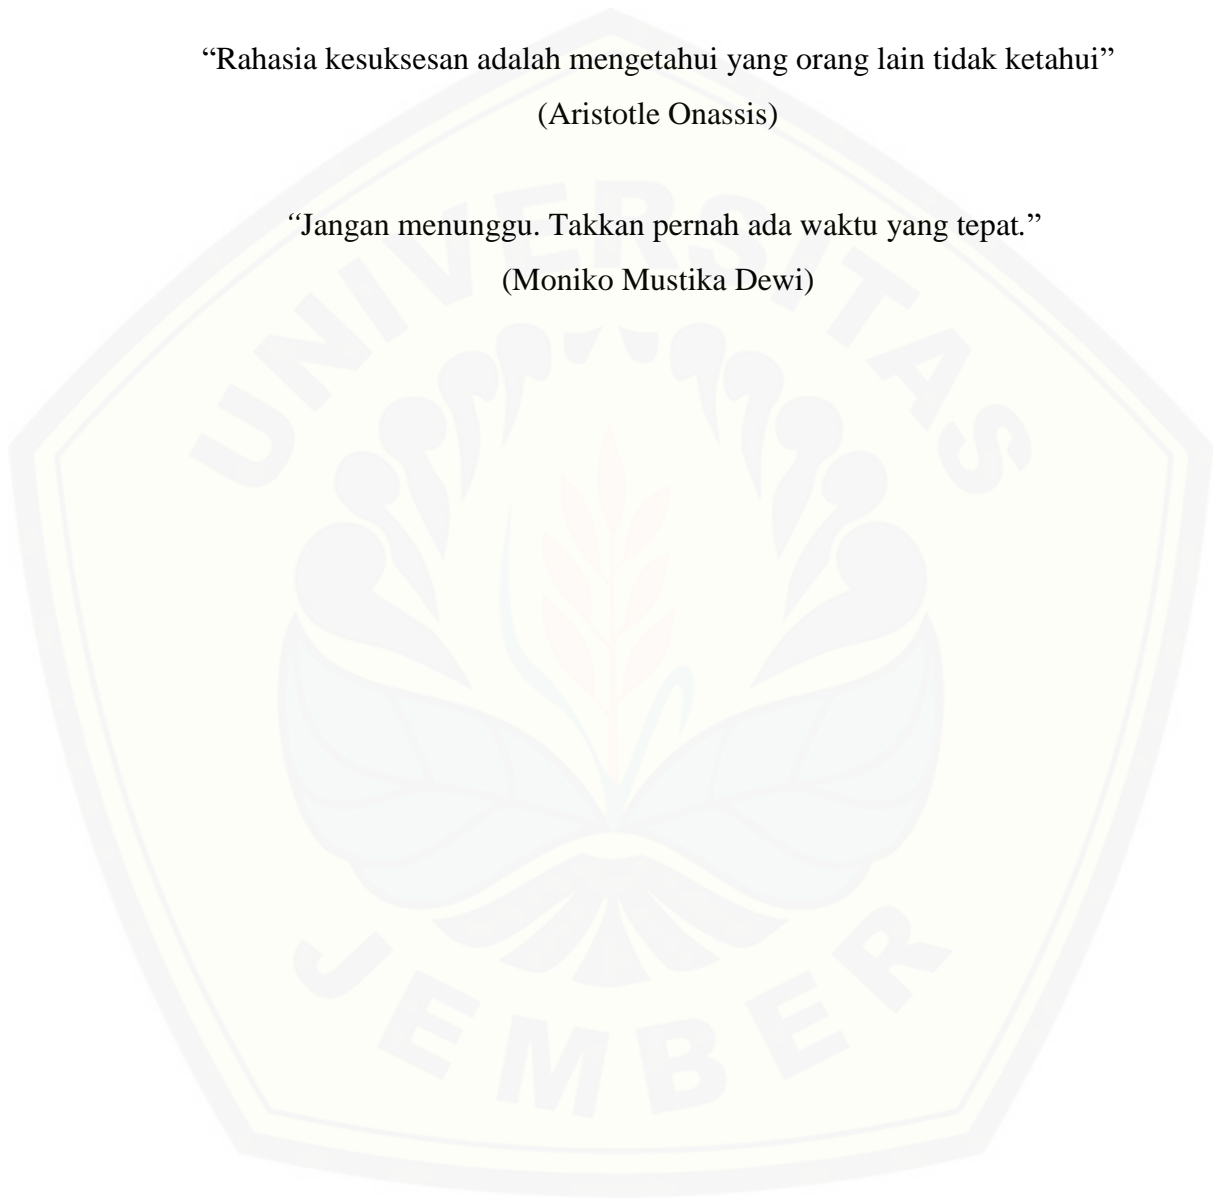 “Rahasia kesuksesan adalah mengetahui yang orang lain tidak ketahui”
(Aristotle Onassis)
“Jangan menunggu. Takkan pernah ada waktu yang tepat.”
(Moniko Mustika Dewi)
UNIVERSITAS
JEMBER